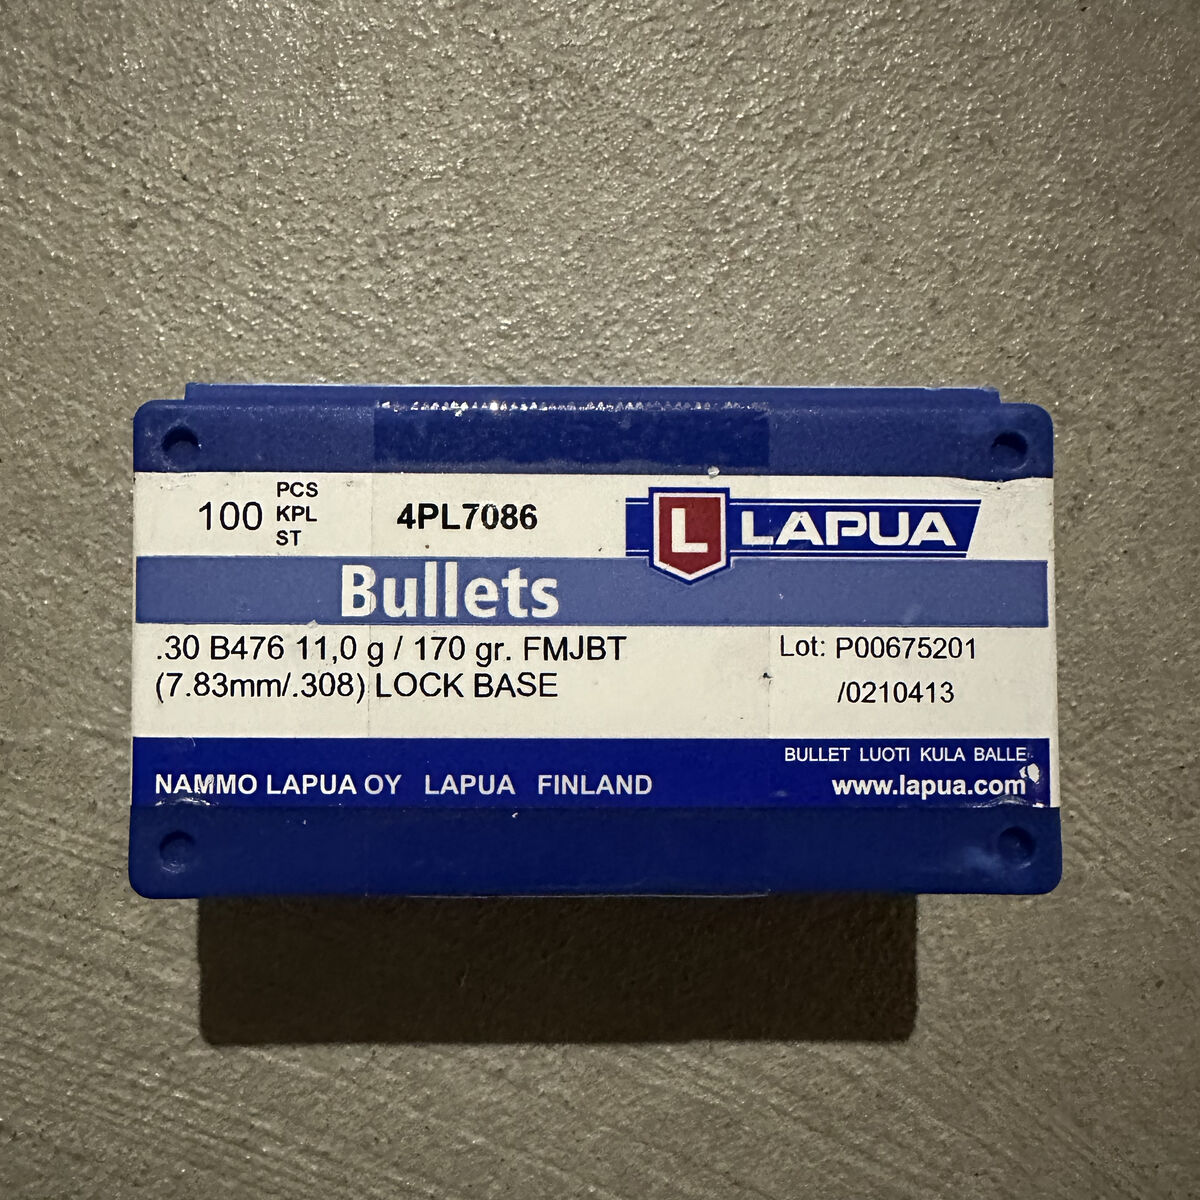 100 PCS
KPL
ST
4PL7086
L LAPUA
Bullets
.30 B476 11,0 g / 170 gr. FMJBT
(7.83mm/.308) LOCK BASE
Lot: P00675201
/0210413
BULLET LUOTI KULA BALLE
NAMMO LAPUA OY LAPUA FINLAND
www.lapua.com